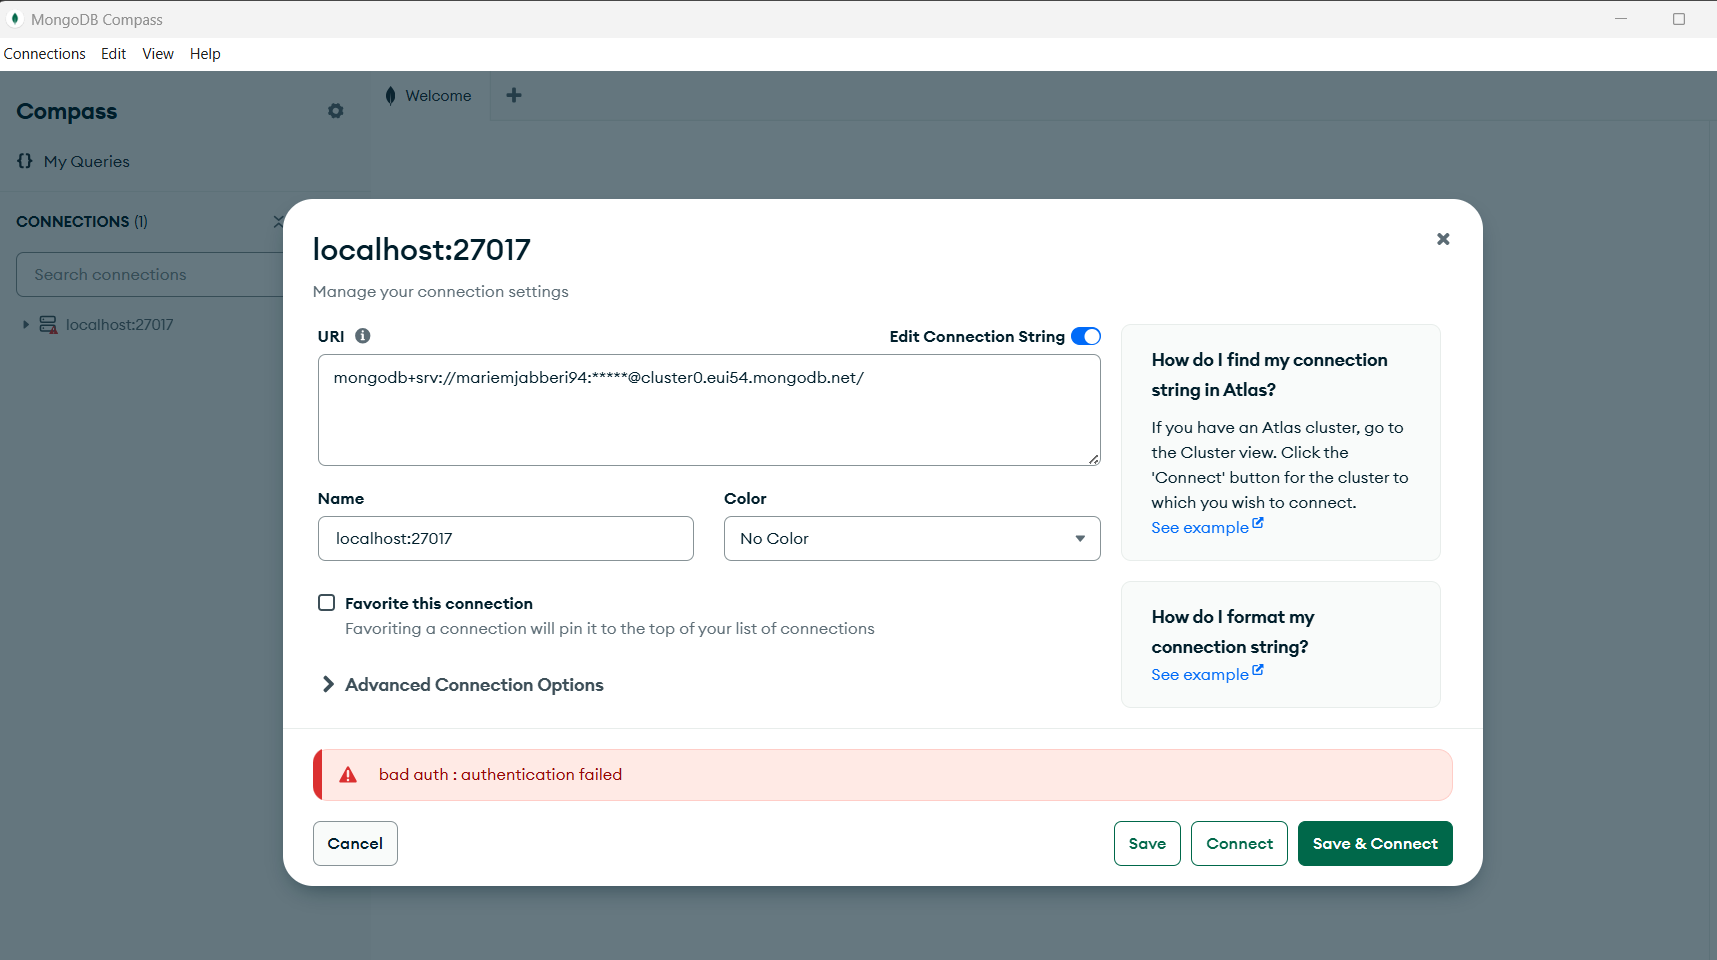 MongoDB Compass
Connections Edit View Help
Compass
{} My Queries
CONNECTIONS (1)
Search connections
localhost:27017
Welcome
localhost:27017
Manage your connection settings
URI
Edit Connection String
mongodb+srv://mariemjabberi94:*****@cluster0.eui54.mongodb.net/
Name
localhost:27017
Color
No Color
Favorite this connection
Favoriting a connection will pin it to the top of your list of connections
Advanced Connection Options
How do I find my connection
string in Atlas?
If you have an Atlas cluster, go to
the Cluster view. Click the
'Connect' button for the cluster to
which you wish to connect.
See example
How do I format my
connection string?
See example
bad auth : authentication failed
Cancel
Save
Connect
Save & Connect